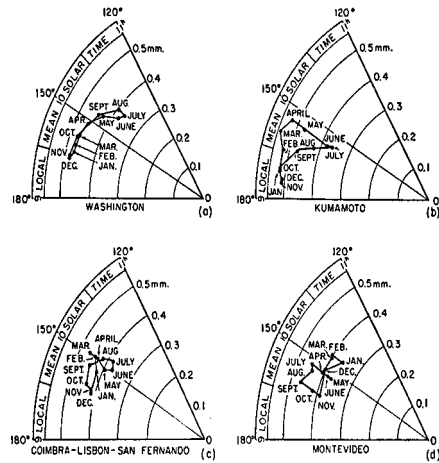 120°
11h
LOCAL MEAN 10 SOLAR TIME
9
150°
180°
0.5mm.
0.4
0.3
0.2
0.1
0
SEPT.
AUG.
APR.
MAY
JULY
JUNE
OCT.
MAR.
FEB.
NOV.
DEC.
JAN.
WASHINGTON
(a)
120°
11h
LOCAL MEAN 10 SOLAR TIME
9
150°
180°
0.5mm.
0.4
0.3
0.2
0.1
0
APRIL
MAY
MAR.
FEB.
JUNE
AUG.
SEPT.
JULY
OCT.
DEC.
NOV.
JAN.
KUMAMOTO
(b)
120°
11h
LOCAL MEAN 10 SOLAR TIME
9
150°
180°
0.5mm.
0.4
0.3
0.2
0.1
0
APRIL
MAR.
AUG
FEB.
SEPT.
JULY
JUNE
OCT.
MAY
NOV.
JAN.
DEC.
COIMBRA-LISBON-SAN FERNANDO
(c)
120°
11h
LOCAL MEAN 10 SOLAR TIME
9
150°
180°
0.5mm.
0.4
0.3
0.2
0.1
0
MAR.
FEB.
APR.
JULY
JAN.
AUG.
DEC.
MAY
SEPT.
JUNE
OCT.
NOV.
MONTEVIDEO
(d)